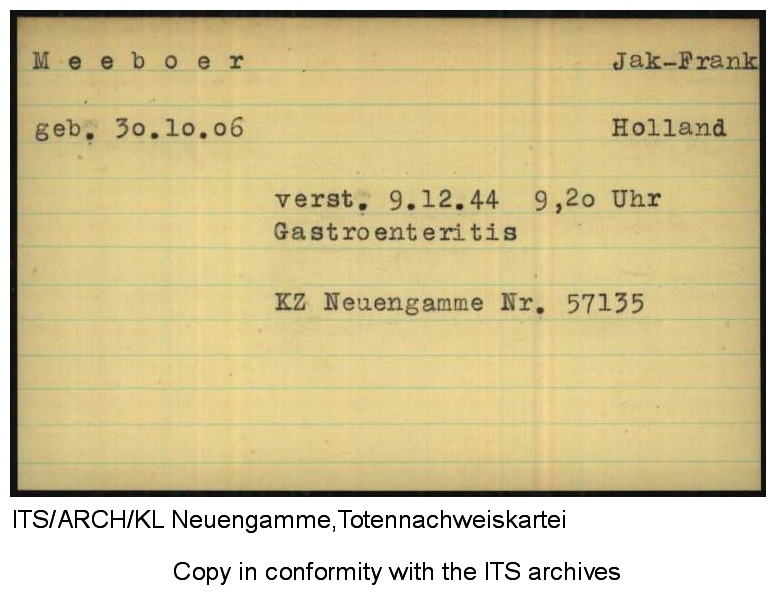 M e e b o e r Jak-Frank
geb. 30.10.06 Holland
verst. 9.12.44 9,20 Uhr
Gastroenteritis
KZ Neuengamme Nr. 57135
ITS/ARCH/KL Neuengamme,Totennachweiskartei
Copy in conformity with the ITS archives